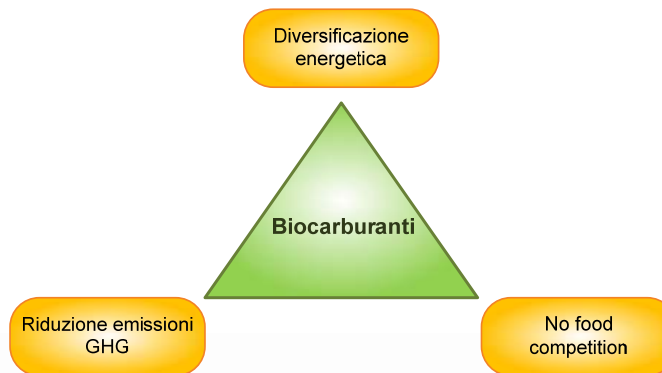 Diversificazione
energetica
Biocarburanti
Riduzione emissioni
GHG
No food
competition